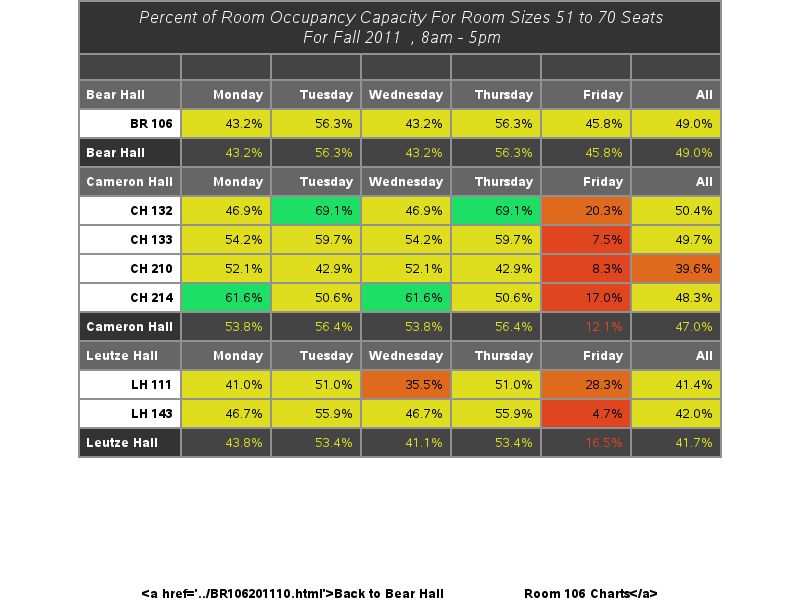 Percent of Room Occupancy Capacity For Room Sizes 51 to 70 Seats
For Fall 2011 , 8am - 5pm
Bear Hall Monday Tuesday Wednesday Thursday Friday All
BR 106 43.2% 56.3% 43.2% 56.3% 45.8% 49.0%
Bear Hall 43.2% 56.3% 43.2% 56.3% 45.8% 49.0%
Cameron Hall Monday Tuesday Wednesday Thursday Friday All
CH 132 46.9% 69.1% 46.9% 69.1% 20.3% 50.4%
CH 133 54.2% 59.7% 54.2% 59.7% 7.5% 49.7%
CH 210 52.1% 42.9% 52.1% 42.9% 8.3% 39.6%
CH 214 61.6% 50.6% 61.6% 50.6% 17.0% 48.3%
Cameron Hall 53.8% 56.4% 53.8% 56.4% 12.1% 47.0%
Leutze Hall Monday Tuesday Wednesday Thursday Friday All
LH 111 41.0% 51.0% 35.5% 51.0% 28.3% 41.4%
LH 143 46.7% 55.9% 46.7% 55.9% 4.7% 42.0%
Leutze Hall 43.8% 53.4% 41.1% 53.4% 16.5% 41.7%
<a href='../BR106201110.html'>Back to Bear Hall Room 106 Charts</a>